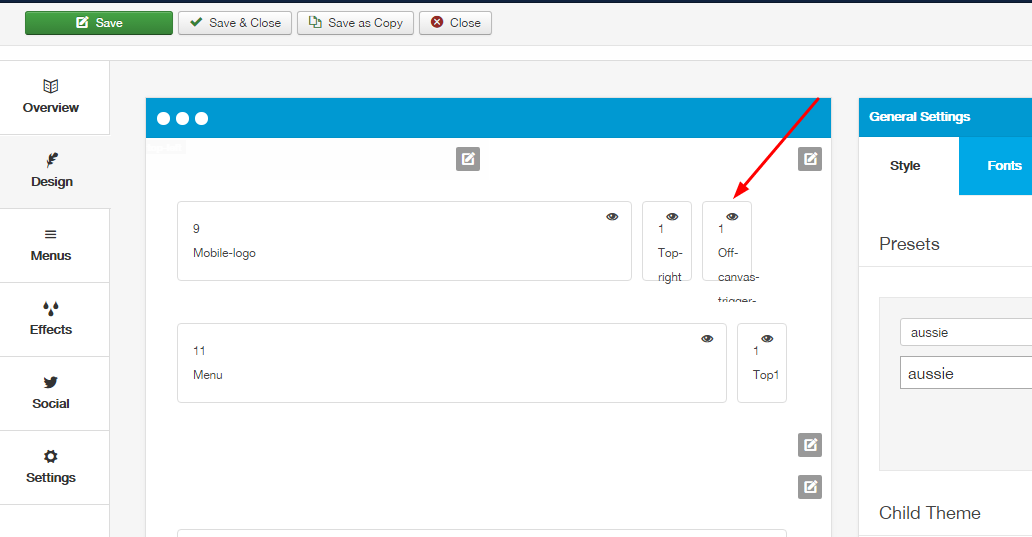 Save
Save & Close
Save as Copy
Close
Overview
Design
Menus
Effects
Social
Settings
9
Mobile-logo
1
Top-
right
1
Off-
canvas-
trigger-
11
Menu
1
Top1
General Settings
Style
Fonts
Presets
aussie
aussie
Child Theme